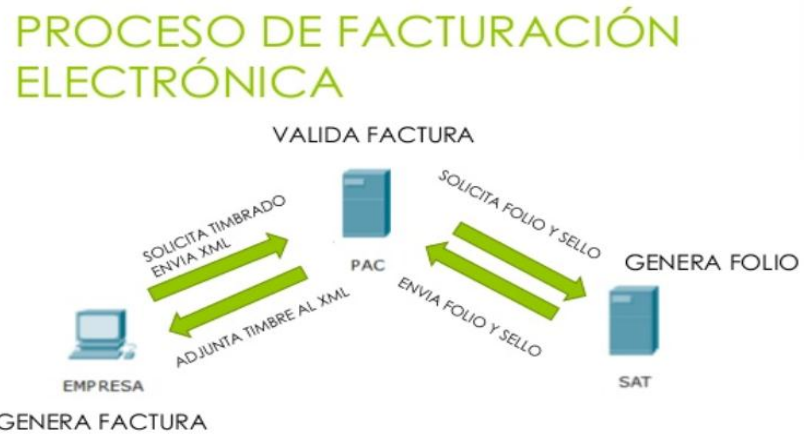 PROCESO DE FACTURACIÓN
ELECTRÓNICA
VALIDA FACTURA
SOLICITA TIMBRADO
ENVIA XML
PAC
SOLICITA FOLIO Y SELLO
GENERA FOLIO
ADJUNTA TIMBRE AL XML
ENVIA FOLIO Y SELLO
EMPRESA
SAT
GENERA FACTURA